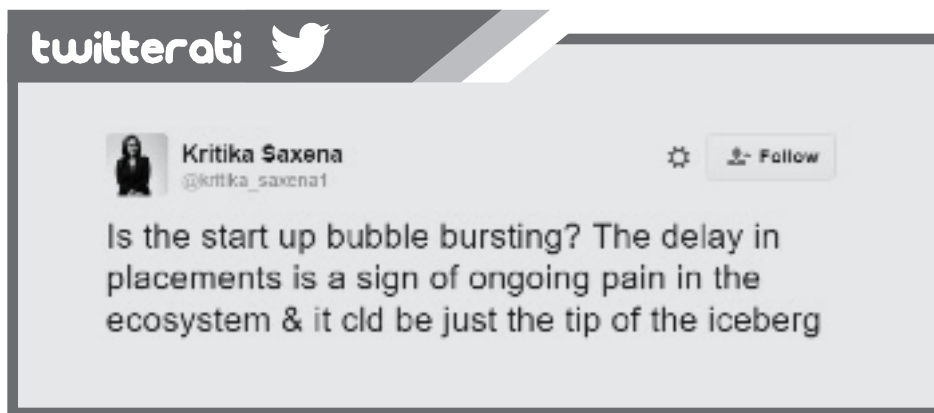 twitterati
Kritika Saxena
Follow
@kritika_saxena1
Is the start up bubble bursting? The delay in
placements is a sign of ongoing pain in the
ecosystem & it cld be just the tip of the iceberg